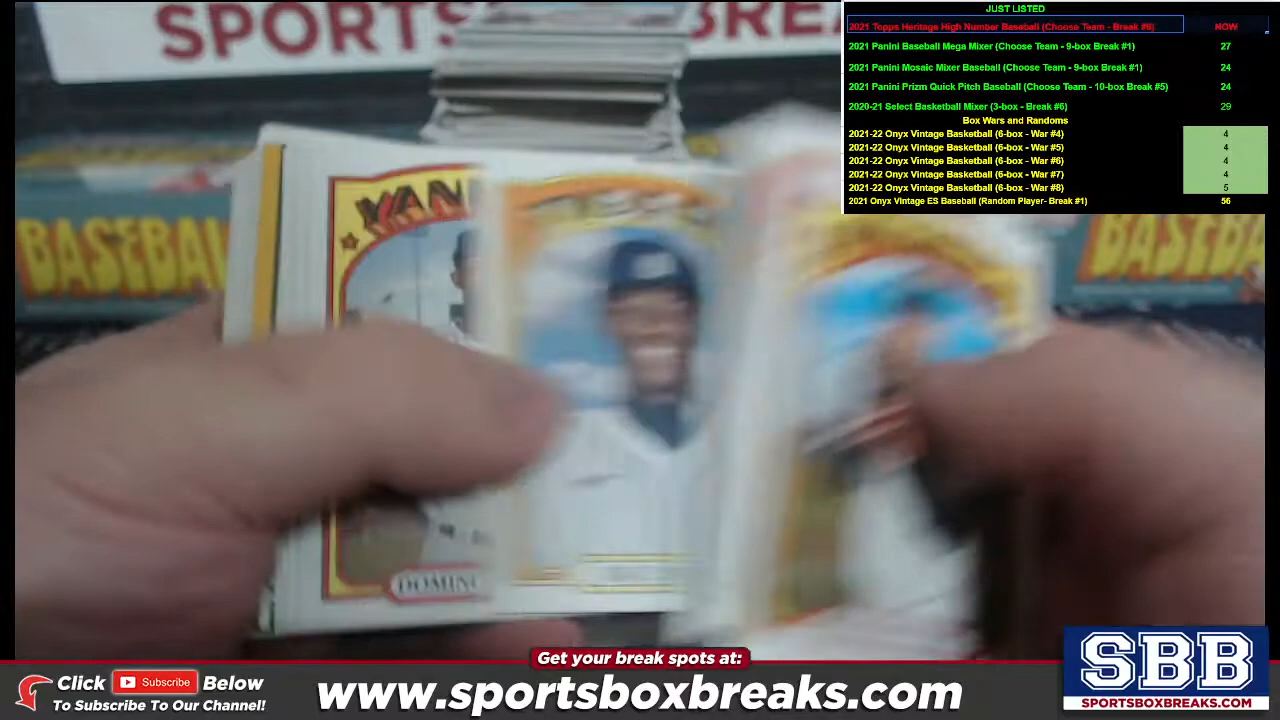 SPORTS
BREAKS
JUST LISTED
2021 Topps Heritage High Number Baseball (Choose Team - Break #6) NOW
2021 Panini Baseball Mega Mixer (Choose Team - 9-box Break #1) 27
2021 Panini Mosaic Mixer Baseball (Choose Team - 9-box Break #1) 24
2021 Panini Prizm Quick Pitch Baseball (Choose Team - 10-box Break #5) 24
2020-21 Select Basketball Mixer (3-box - Break #6) 29
Box Wars and Randoms
2021-22 Onyx Vintage Basketball (6-box - War #4) 4
2021-22 Onyx Vintage Basketball (6-box - War #5) 4
2021-22 Onyx Vintage Basketball (6-box - War #6) 4
2021-22 Onyx Vintage Basketball (6-box - War #7) 4
2021-22 Onyx Vintage Basketball (6-box - War #8) 5
2021 Onyx Vintage ES Baseball (Random Player- Break #1) 56
BASEBALL
BASEBA
YAN
DOMIN
Get your break spots at:
Click Subscribe Below
To Subscribe To Our Channel!
www.sportsboxbreaks.com
SBB
SPORTSBOXBREAKS.COM